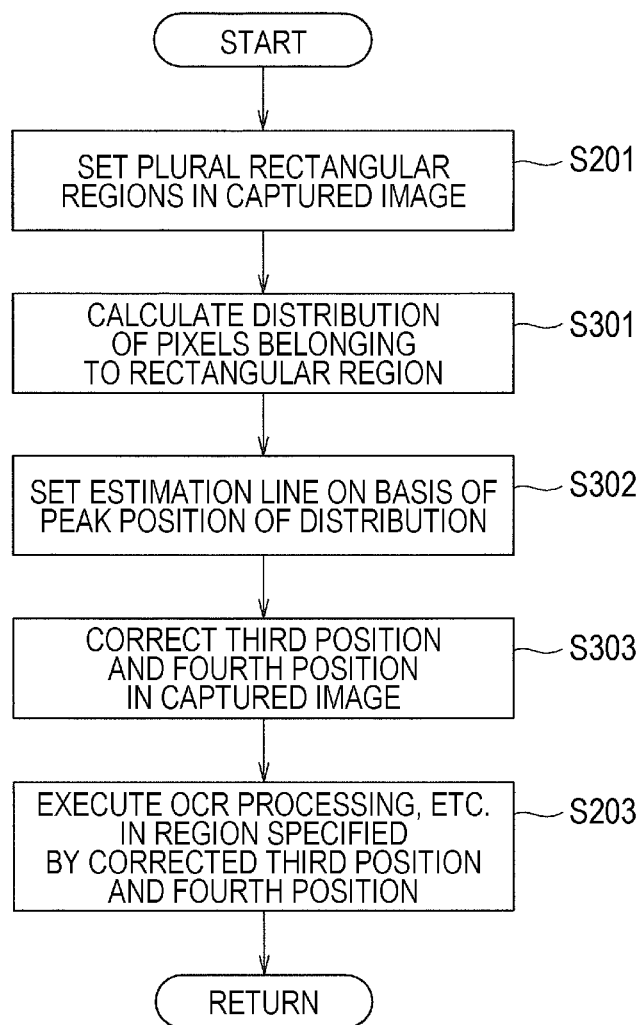 START
SET PLURAL RECTANGULAR
REGIONS IN CAPTURED IMAGE
S201
CALCULATE DISTRIBUTION
OF PIXELS BELONGING
TO RECTANGULAR REGION
S301
SET ESTIMATION LINE ON BASIS OF
PEAK POSITION OF DISTRIBUTION
S302
CORRECT THIRD POSITION
AND FOURTH POSITION
IN CAPTURED IMAGE
S303
EXECUTE OCR PROCESSING, ETC.
IN REGION SPECIFIED
BY CORRECTED THIRD POSITION
AND FOURTH POSITION
S203
RETURN